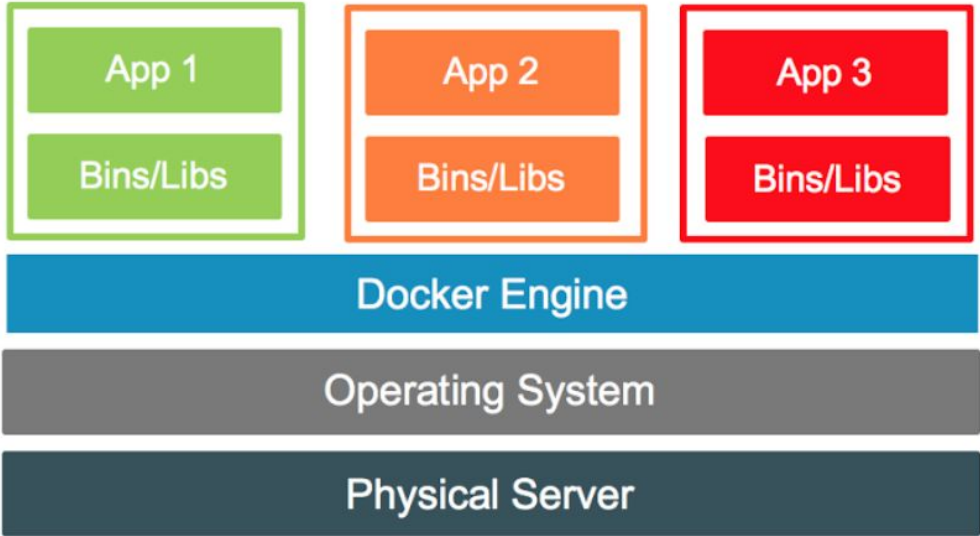 App 1
App 2
App 3
Bins/Libs
Bins/Libs
Bins/Libs
Docker Engine
Operating System
Physical Server